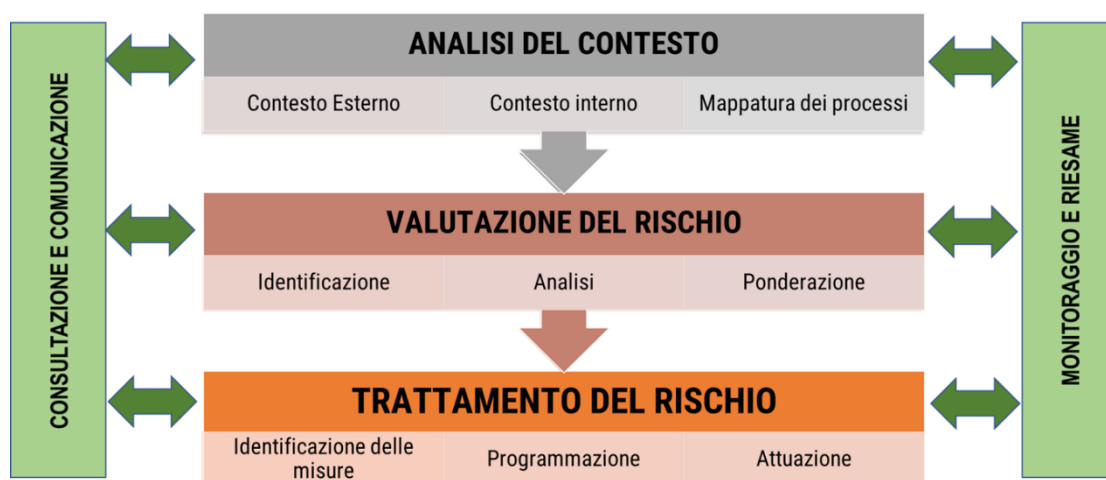 CONSULTAZIONE E COMUNICAZIONE
ANALISI DEL CONTESTO
Contesto Esterno
Contesto interno
Mappatura dei processi
VALUTAZIONE DEL RISCHIO
Identificazione
Analisi
Ponderazione
TRATTAMENTO DEL RISCHIO
Identificazione delle
misure
Programmazione
Attuazione
MONITORAGGIO E RIESAME